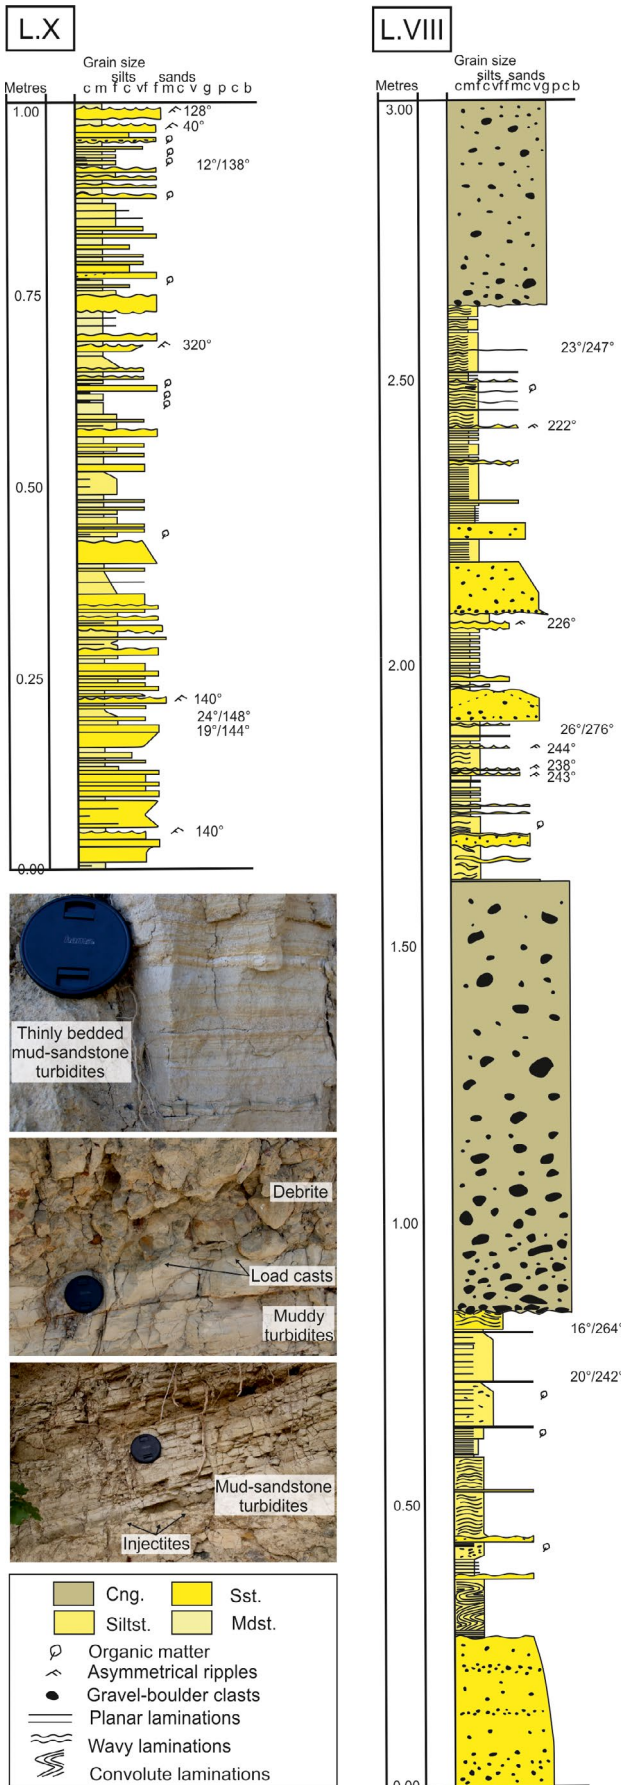 L.X
Grain size
silts sands
Metres c m f c vf f m c v g p c b
1.00
128°
40°
12°/138°
0.75
320°
0.50
0.25
140°
24°/148°
19°/144°
140°
0.00
Thinly bedded
mud-sandstone
turbidites
Debrite
Load casts
Muddy
turbidites
Mud-sandstone
turbidites
Injectites
Cng.
Sst.
Siltst.
Mdst.
Organic matter
Asymmetrical ripples
Gravel-boulder clasts
Planar laminations
Wavy laminations
Convolute laminations
L.VIII
Grain size
silts sands
Metres c m f c vf f m c v g p c b
3.00
23°/247°
2.50
222°
226°
2.00
26°/276°
244°
238°
243°
1.50
1.00
16°/264°
20°/242°
0.50
0.00